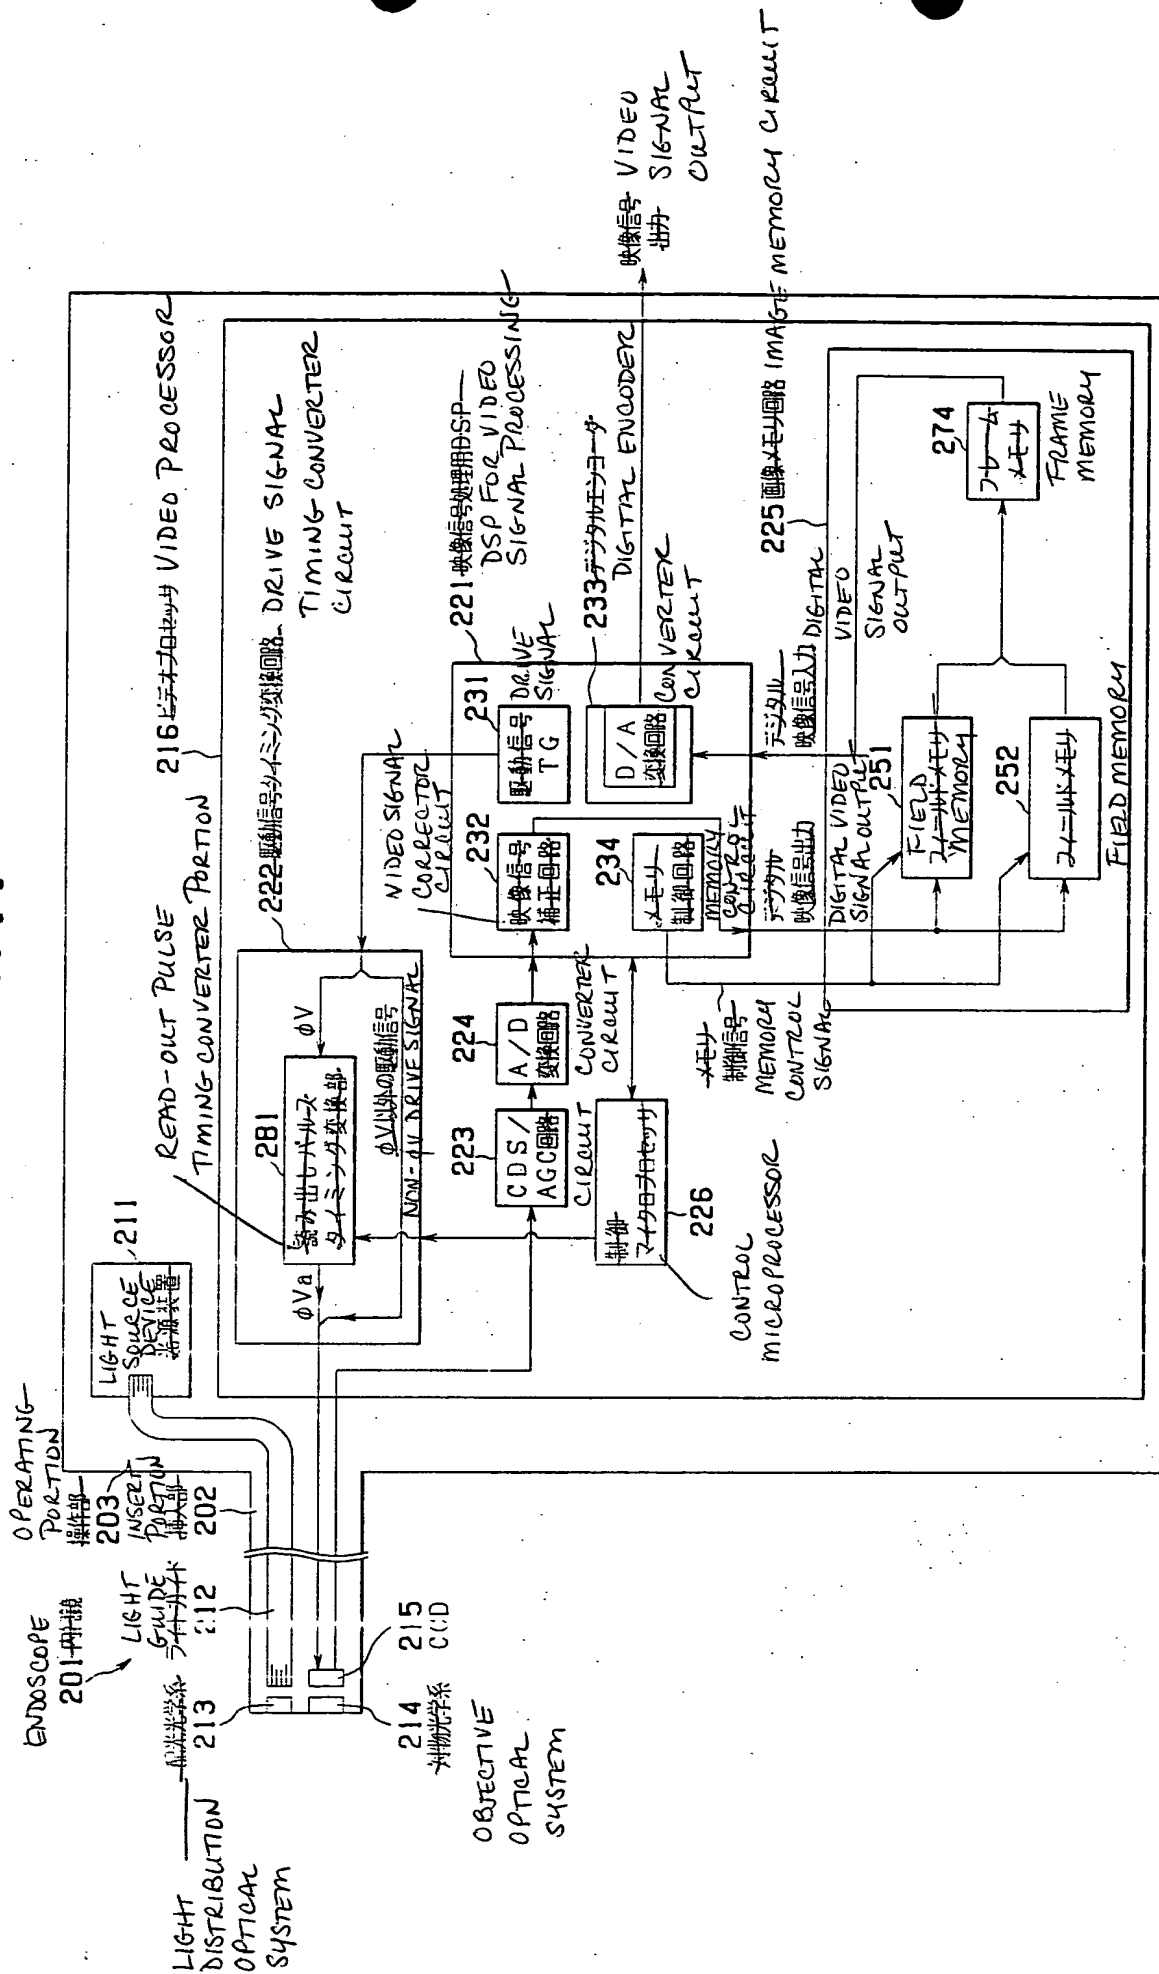 ENDOSCOPE
201 内視鏡
OPERATING
PORTION
操作部
203
INSERT
PORTION
挿入部
202
LIGHT
GUIDE
ライトガイド
212
LIGHT
DISTRIBUTION
OPTICAL
SYSTEM
配光光学系
213
215
CCD
214
対物光学系
OBJECTIVE
OPTICAL
SYSTEM
211
LIGHT
SOURCE
DEVICE
光源装置
216 ビデオプロセッサ VIDEO PROCESSOR
READ-OUT PULSE
TIMING CONVERTER PORTION
222 駆動信号タイミング変換回路 DRIVE SIGNAL
TIMING CONVERTER
CIRCUIT
281
読み出しパルス
タイミング変換部
φV
φVa
φV以外の駆動信号
NON-φV DRIVE SIGNAL
VIDEO SIGNAL
CORRECTOR
CIRCUIT
232
映像信号
補正回路
231
DRIVE
SIGNAL
駆動信号
TG
221 映像信号処理用DSP
DSP FOR VIDEO
SIGNAL PROCESSING
223
CDS/
AGC回路
CIRCUIT
224
A/D
変換回路
CONVERTER
CIRCUIT
234
メモリー
制御回路
MEMORY
CONTROL
CIRCUIT
233 デジタルエンコーダ
DIGITAL ENCODER
D/A
変換回路
CONVERTER
CIRCUIT
映像信号
出力
VIDEO
SIGNAL
OUTPUT
制御
マイクロプロセッサ
226
CONTROL
MICROPROCESSOR
メモリー
制御信号
MEMORY
CONTROL
SIGNAL
デジタル
映像信号出力
DIGITAL VIDEO
SIGNAL OUTPUT
デジタル
映像信号入力
DIGITAL
VIDEO
SIGNAL
OUTPUT
225 画像メモリ回路 IMAGE MEMORY CIRCUIT
251
FIELD
フィールドメモリ
MEMORY
252
フィールドメモリ
FIELD MEMORY
274
フレーム
メモリ
FRAME
MEMORY